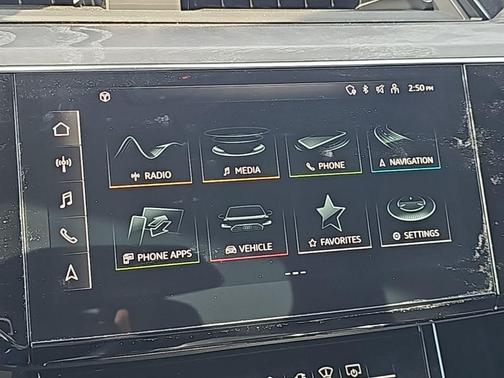 2:50 PM
RADIO
MEDIA
PHONE
NAVIGATION
PHONE APPS
VEHICLE
FAVORITES
SETTINGS